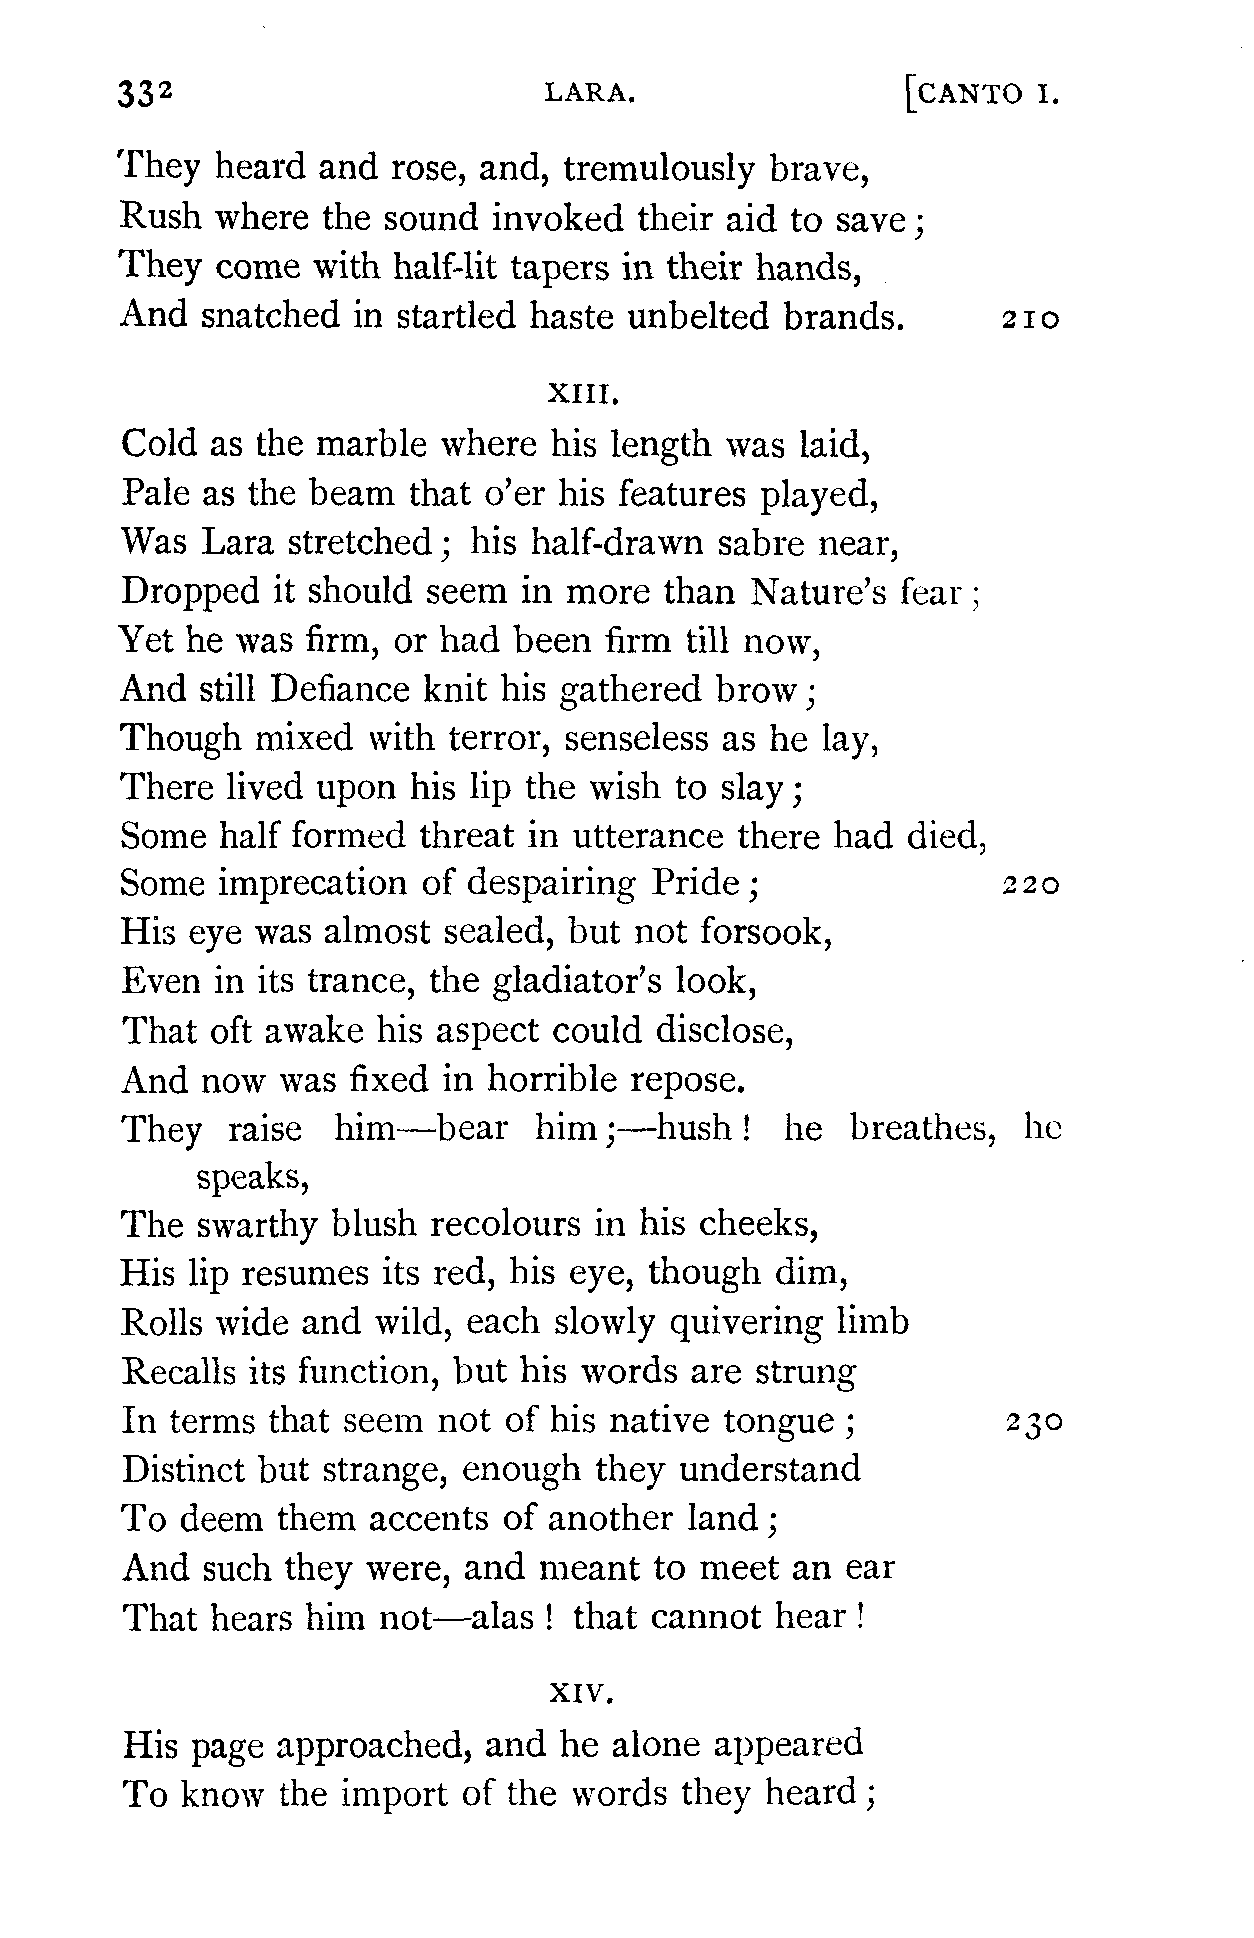 332 LARA. [CANTO I.
They heard and rose, and, tremulously brave,
Rush where the sound invoked their aid to save;
They come with half-lit tapers in their hands,
And snatched in startled haste unbelted brands. 210
XIII.
Cold as the marble where his length was laid,
Pale as the beam that o'er his features played,
Was Lara stretched; his half-drawn sabre near,
Dropped it should seem in more than Nature's fear;
Yet he was firm, or had been firm till now,
And still Defiance knit his gathered brow;
Though mixed with terror, senseless as he lay,
There lived upon his lip the wish to slay;
Some half formed threat in utterance there had died,
Some imprecation of despairing Pride; 220
His eye was almost sealed, but not forsook,
Even in its trance, the gladiator's look,
That oft awake his aspect could disclose,
And now was fixed in horrible repose.
They raise him—bear him;—hush! he breathes, he
speaks,
The swarthy blush recolours in his cheeks,
His lip resumes its red, his eye, though dim,
Rolls wide and wild, each slowly quivering limb
Recalls its function, but his words are strung
In terms that seem not of his native tongue; 230
Distinct but strange, enough they understand
To deem them accents of another land;
And such they were, and meant to meet an ear
That hears him not—alas! that cannot hear!
XIV.
His page approached, and he alone appeared
To know the import of the words they heard;